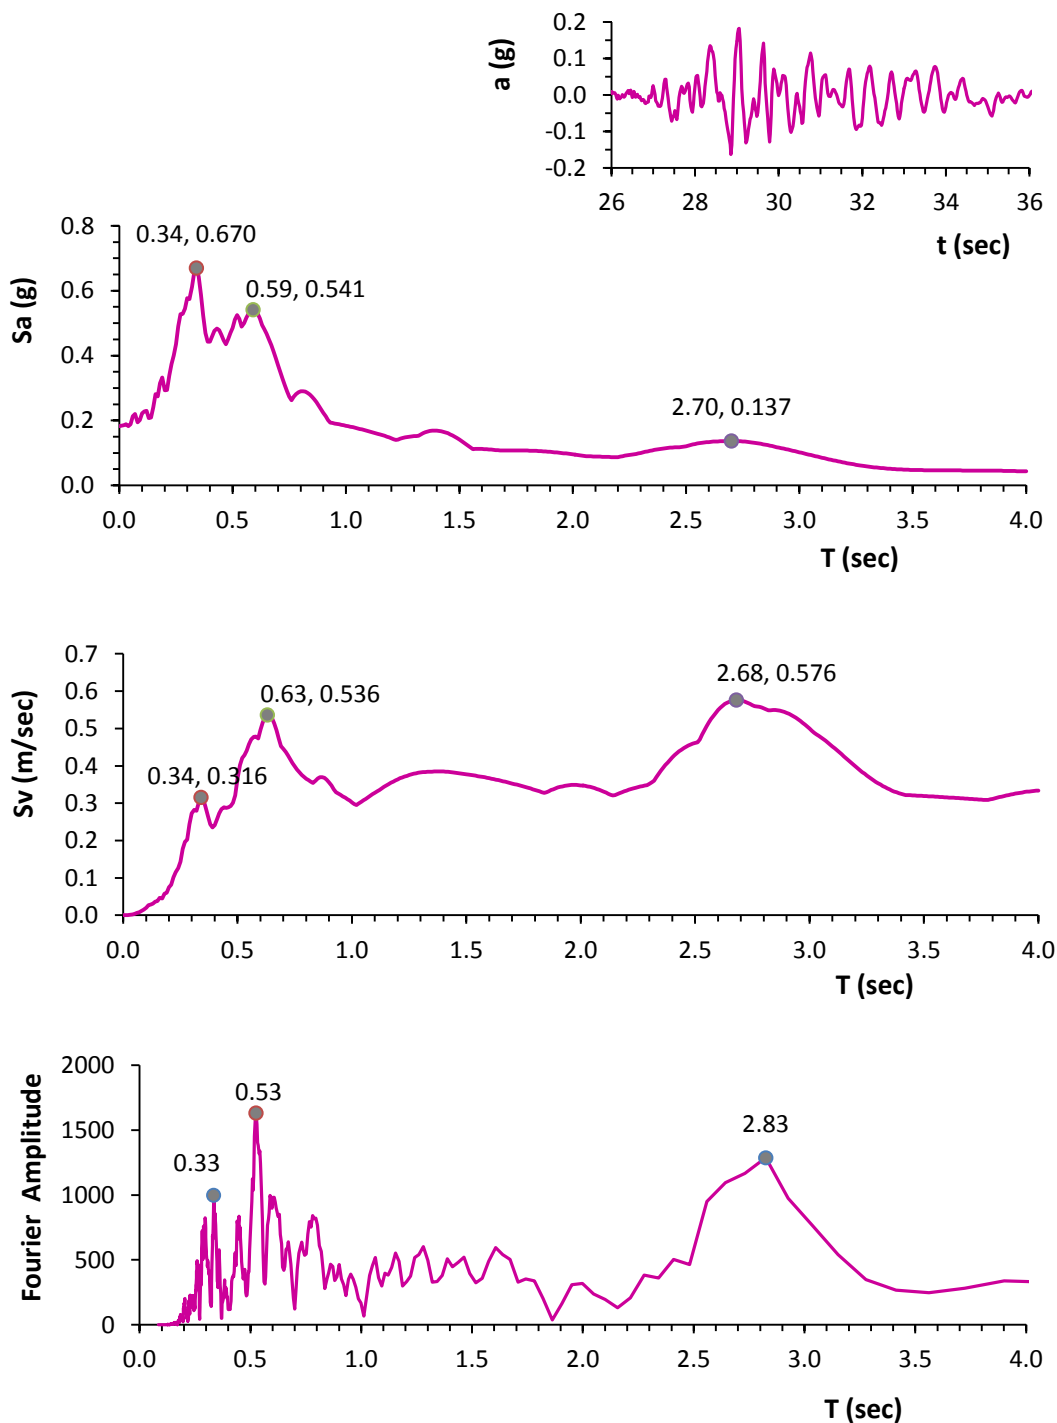 0.2
0.1
0.0
-0.1
-0.2
a (g)
26 28 30 32 34 36
t (sec)
0.8
0.6
0.4
0.2
0.0
Sa (g)
0.34, 0.670
0.59, 0.541
2.70, 0.137
0.0 0.5 1.0 1.5 2.0 2.5 3.0 3.5 4.0
T (sec)
0.7
0.6
0.5
0.4
0.3
0.2
0.1
0.0
Sv (m/sec)
0.34, 0.316
0.63, 0.536
2.68, 0.576
0.0 0.5 1.0 1.5 2.0 2.5 3.0 3.5 4.0
T (sec)
2000
1500
1000
500
0
Fourier Amplitude
0.33
0.53
2.83
0.0 0.5 1.0 1.5 2.0 2.5 3.0 3.5 4.0
T (sec)